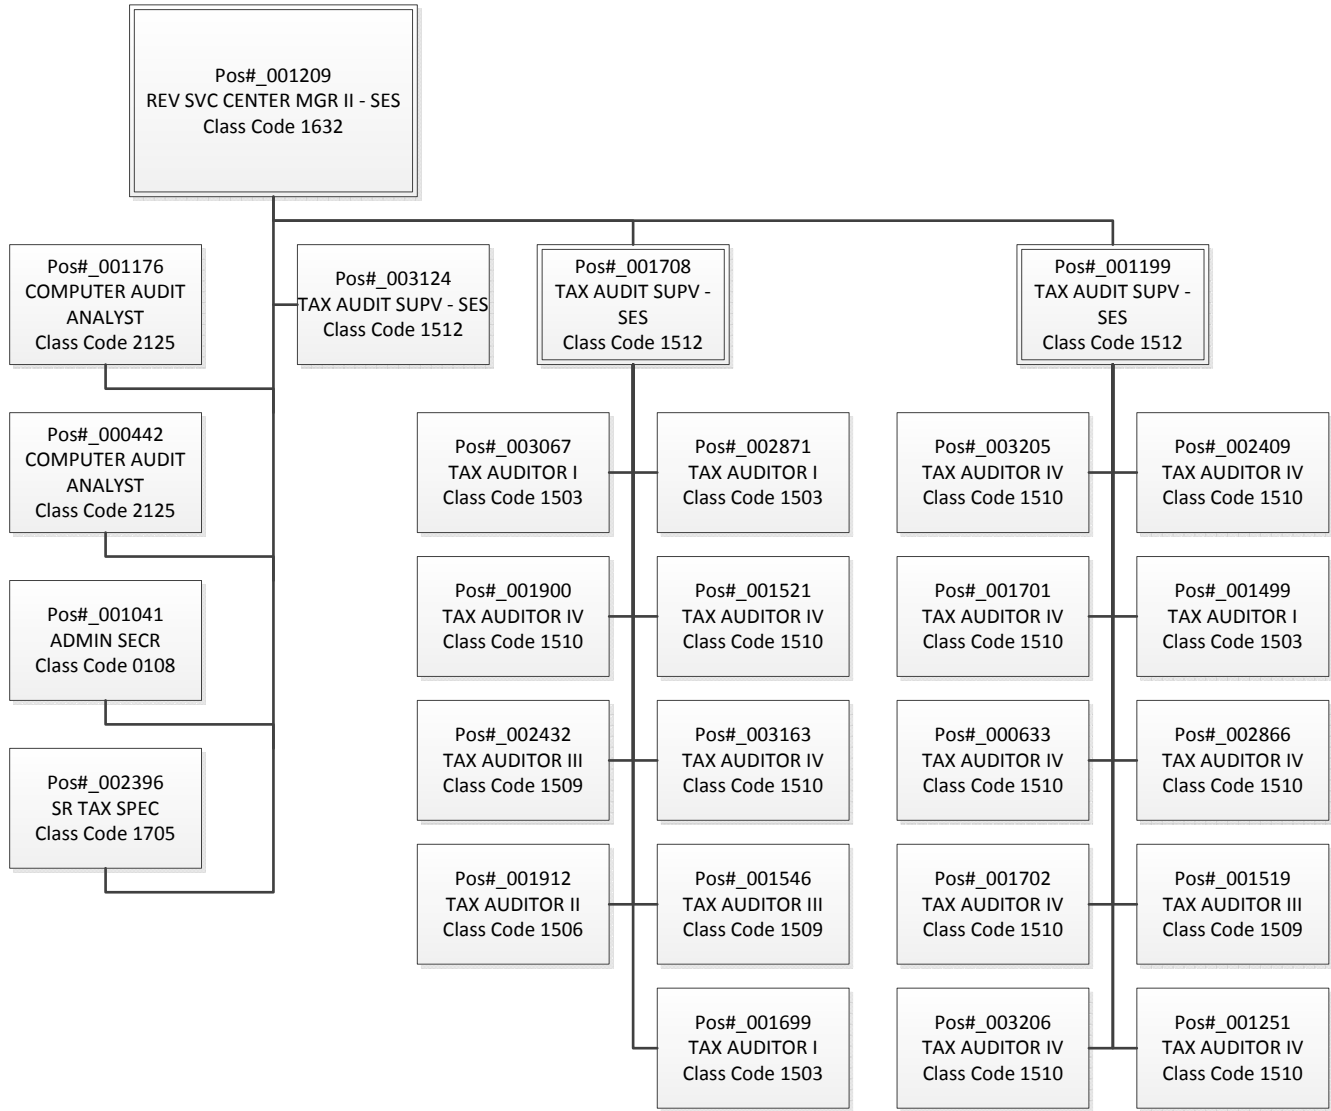 Pos#_001209
REV SVC CENTER MGR II - SES
Class Code 1632
Pos#_001176
COMPUTER AUDIT
ANALYST
Class Code 2125
Pos#_003124
TAX AUDIT SUPV - SES
Class Code 1512
Pos#_001708
TAX AUDIT SUPV -
SES
Class Code 1512
Pos#_001199
TAX AUDIT SUPV -
SES
Class Code 1512
Pos#_000442
COMPUTER AUDIT
ANALYST
Class Code 2125
Pos#_003067
TAX AUDITOR I
Class Code 1503
Pos#_002871
TAX AUDITOR I
Class Code 1503
Pos#_003205
TAX AUDITOR IV
Class Code 1510
Pos#_002409
TAX AUDITOR IV
Class Code 1510
Pos#_001041
ADMIN SECR
Class Code 0108
Pos#_001900
TAX AUDITOR IV
Class Code 1510
Pos#_001521
TAX AUDITOR IV
Class Code 1510
Pos#_001701
TAX AUDITOR IV
Class Code 1510
Pos#_001499
TAX AUDITOR I
Class Code 1503
Pos#_002396
SR TAX SPEC
Class Code 1705
Pos#_002432
TAX AUDITOR III
Class Code 1509
Pos#_003163
TAX AUDITOR IV
Class Code 1510
Pos#_000633
TAX AUDITOR IV
Class Code 1510
Pos#_002866
TAX AUDITOR IV
Class Code 1510
Pos#_001912
TAX AUDITOR II
Class Code 1506
Pos#_001546
TAX AUDITOR III
Class Code 1509
Pos#_001702
TAX AUDITOR IV
Class Code 1510
Pos#_001519
TAX AUDITOR III
Class Code 1509
Pos#_001699
TAX AUDITOR I
Class Code 1503
Pos#_003206
TAX AUDITOR IV
Class Code 1510
Pos#_001251
TAX AUDITOR IV
Class Code 1510